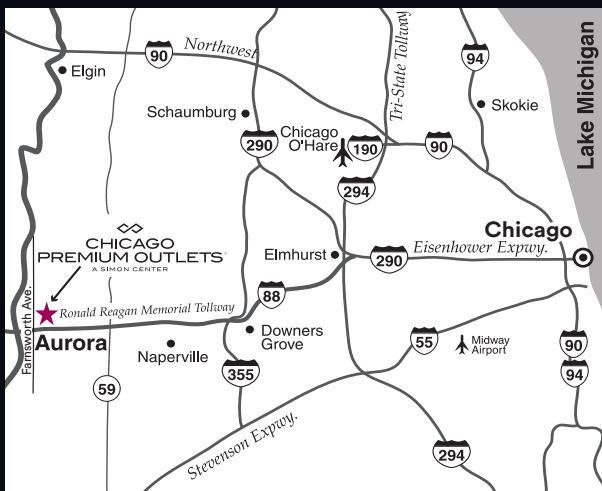 Lake Michigan
90
Northwest
Tri-State Tollway
94
Elgin
Schaumburg
Skokie
Chicago
O'Hare
290
190
90
294
CHICAGO
PREMIUM OUTLETS®
A SIMON CENTER
Chicago
Elmhurst
290
Eisenhower Expwy.
88
Farnsworth Ave.
Ronald Reagan Memorial Tollway
Aurora
Naperville
Downers
Grove
55
Midway
Airport
90
94
355
59
Stevenson Expwy.
294